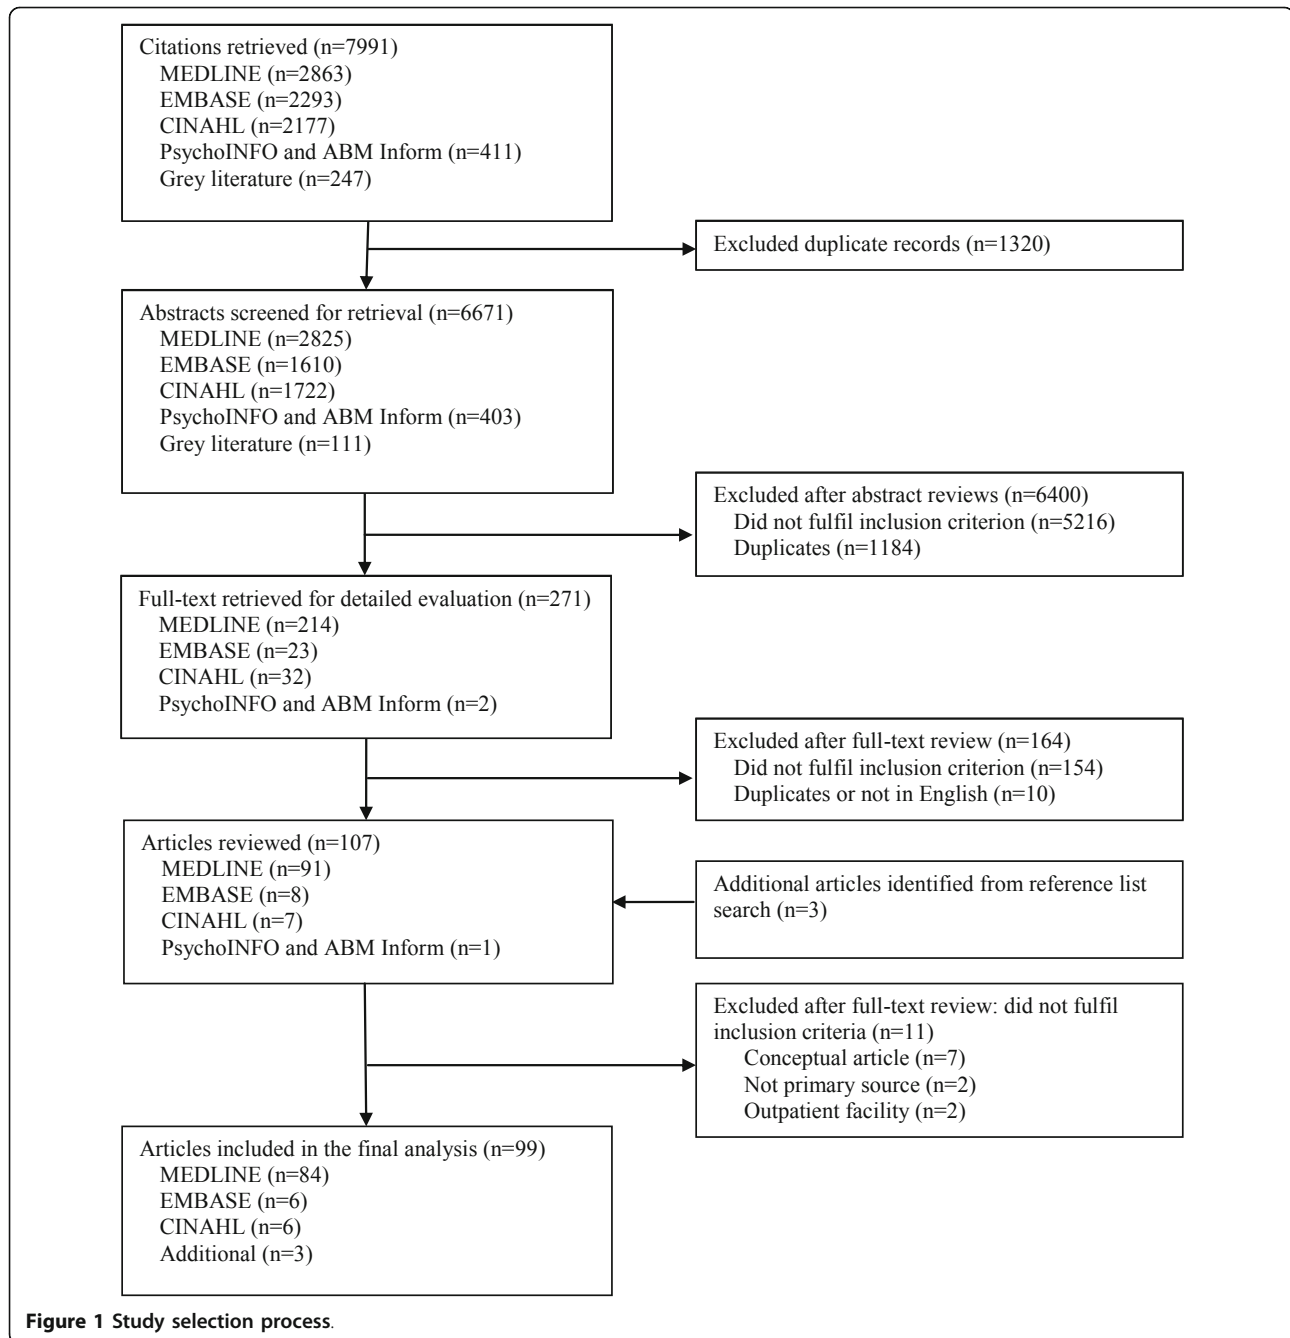 Citations retrieved (n=7991)
MEDLINE (n=2863)
EMBASE (n=2293)
CINAHL (n=2177)
PsychoINFO and ABM Inform (n=411)
Grey literature (n=247)
Excluded duplicate records (n=1320)
Abstracts screened for retrieval (n=6671)
MEDLINE (n=2825)
EMBASE (n=1610)
CINAHL (n=1722)
PsychoINFO and ABM Inform (n=403)
Grey literature (n=111)
Excluded after abstract reviews (n=6400)
Did not fulfil inclusion criterion (n=5216)
Duplicates (n=1184)
Full-text retrieved for detailed evaluation (n=271)
MEDLINE (n=214)
EMBASE (n=23)
CINAHL (n=32)
PsychoINFO and ABM Inform (n=2)
Excluded after full-text review (n=164)
Did not fulfil inclusion criterion (n=154)
Duplicates or not in English (n=10)
Articles reviewed (n=107)
MEDLINE (n=91)
EMBASE (n=8)
CINAHL (n=7)
PsychoINFO and ABM Inform (n=1)
Additional articles identified from reference list
search (n=3)
Excluded after full-text review: did not fulfil
inclusion criteria (n=11)
Conceptual article (n=7)
Not primary source (n=2)
Outpatient facility (n=2)
Articles included in the final analysis (n=99)
MEDLINE (n=84)
EMBASE (n=6)
CINAHL (n=6)
Additional (n=3)
Figure 1 Study selection process.